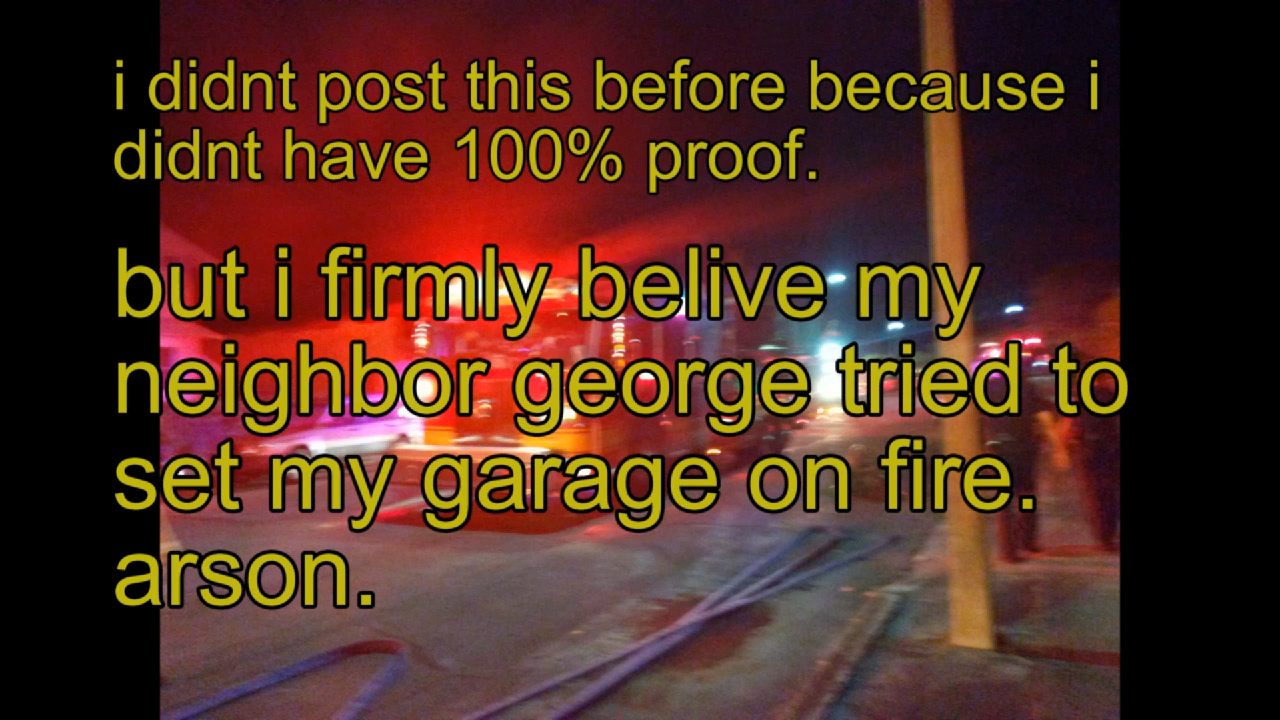 i didnt post this before because i
didnt have 100% proof.
but i firmly belive my
neighbor george tried to
set my garage on fire.
arson.